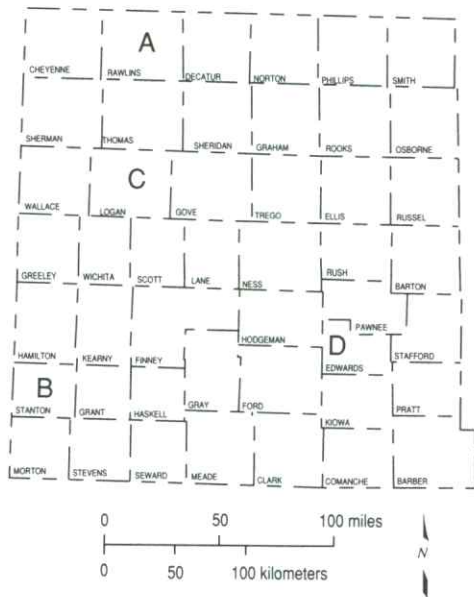 A
CHEYENNE RAWLINS DECATUR NORTON PHILLIPS SMITH
SHERMAN THOMAS SHERIDAN GRAHAM ROOKS OSBORNE
C
WALLACE LOGAN GOVE TREGO ELLIS RUSSEL
GREELEY WICHITA SCOTT LANE NESS RUSH BARTON
PAWNEE
HODGEMAN D
HAMILTON KEARNY FINNEY EDWARDS STAFFORD
B
STANTON GRANT HASKELL GRAY FORD KIOWA PRATT
MORTON STEVENS SEWARD MEADE CLARK COMANCHE BARBER
0 50 100 miles
0 50 100 kilometers
N